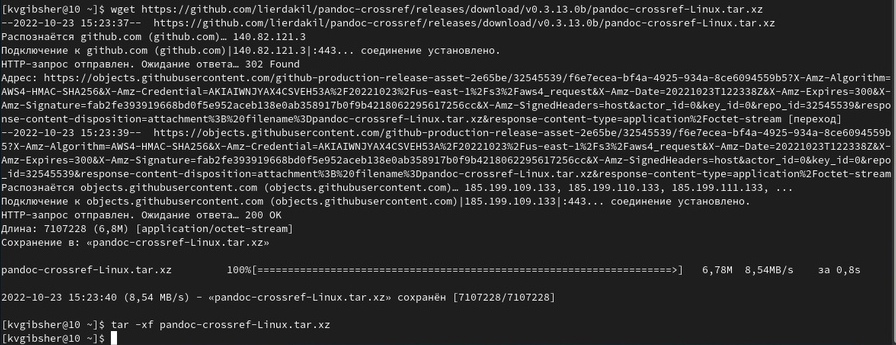 [kvgibsher@10 ~]$ wget https://github.com/lierdakil/pandoc-crossref/releases/download/v0.3.13.0b/pandoc-crossref-Linux.tar.xz
--2022-10-23 15:23:37--  https://github.com/lierdakil/pandoc-crossref/releases/download/v0.3.13.0b/pandoc-crossref-Linux.tar.xz
Распознаётся github.com (github.com)… 140.82.121.3
Подключение к github.com (github.com)|140.82.121.3|:443... соединение установлено.
HTTP-запрос отправлен. Ожидание ответа… 302 Found
Адрес: https://objects.githubusercontent.com/github-production-release-asset-2e65be/32545539/f6e7ecea-bf4a-4925-934a-8ce6094559b5?X-Amz-Algorithm=
AWS4-HMAC-SHA256&X-Amz-Credential=AKIAIWNJYAX4CSVEH53A%2F20221023%2Fus-east-1%2Fs3%2Faws4_request&X-Amz-Date=20221023T122338Z&X-Amz-Expires=300&X-
Amz-Signature=fab2fe393919668bd0f5e952aceb138e0ab358917b0f9b4218062295617256cc&X-Amz-SignedHeaders=host&actor_id=0&key_id=0&repo_id=32545539&respo
nse-content-disposition=attachment%3B%20filename%3Dpandoc-crossref-Linux.tar.xz&response-content-type=application%2Foctet-stream [переход]
--2022-10-23 15:23:39--  https://objects.githubusercontent.com/github-production-release-asset-2e65be/32545539/f6e7ecea-bf4a-4925-934a-8ce6094559b
5?X-Amz-Algorithm=AWS4-HMAC-SHA256&X-Amz-Credential=AKIAIWNJYAX4CSVEH53A%2F20221023%2Fus-east-1%2Fs3%2Faws4_request&X-Amz-Date=20221023T122338Z&X-
Amz-Expires=300&X-Amz-Signature=fab2fe393919668bd0f5e952aceb138e0ab358917b0f9b4218062295617256cc&X-Amz-SignedHeaders=host&actor_id=0&key_id=0&repo
_id=32545539&response-content-disposition=attachment%3B%20filename%3Dpandoc-crossref-Linux.tar.xz&response-content-type=application%2Foctet-stream
Распознаётся objects.githubusercontent.com (objects.githubusercontent.com)… 185.199.109.133, 185.199.110.133, 185.199.111.133, ...
Подключение к objects.githubusercontent.com (objects.githubusercontent.com)|185.199.109.133|:443... соединение установлено.
HTTP-запрос отправлен. Ожидание ответа… 200 OK
Длина: 7107228 (6,8M) [application/octet-stream]
Сохранение в: «pandoc-crossref-Linux.tar.xz»
pandoc-crossref-Linux.tar.xz         100%[=====================================================================>]   6,78M  8,54MB/s    за 0,8s
2022-10-23 15:23:40 (8,54 MB/s) - «pandoc-crossref-Linux.tar.xz» сохранён [7107228/7107228]
[kvgibsher@10 ~]$ tar -xf pandoc-crossref-Linux.tar.xz
[kvgibsher@10 ~]$